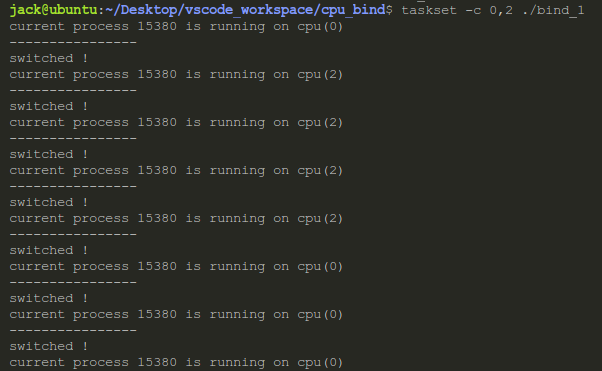 jack@ubuntu:~/Desktop/vscode_workspace/cpu_bind$ taskset -c 0,2 ./bind_1
current process 15380 is running on cpu(0)
----------------
switched !
current process 15380 is running on cpu(2)
----------------
switched !
current process 15380 is running on cpu(2)
----------------
switched !
current process 15380 is running on cpu(2)
----------------
switched !
current process 15380 is running on cpu(2)
----------------
switched !
current process 15380 is running on cpu(0)
----------------
switched !
current process 15380 is running on cpu(0)
----------------
switched !
current process 15380 is running on cpu(0)